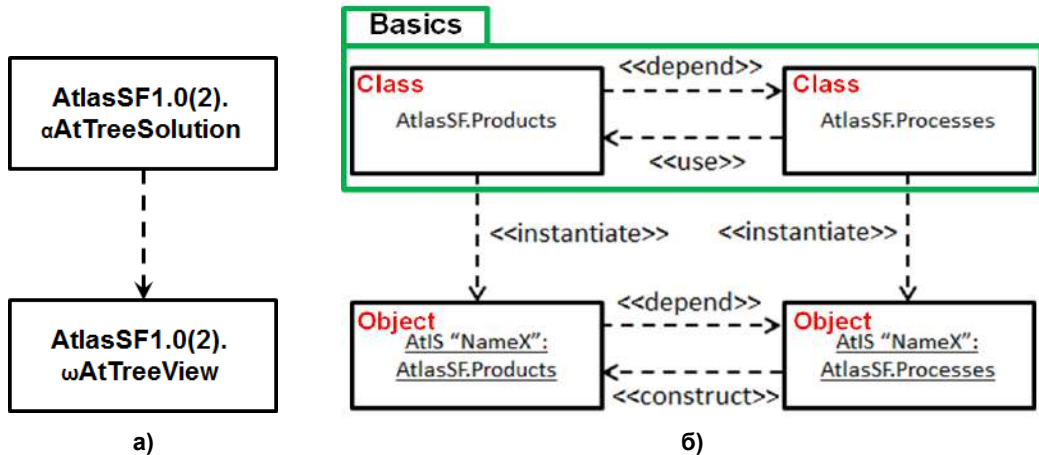 AtlasSF1.0(2).
αAtTreeSolution
AtlasSF1.0(2).
ωAtTreeView
а)
Basics
Class
AtlasSF.Products
<<depend>>
<<use>>
Class
AtlasSF.Processes
<<instantiate>>
<<instantiate>>
Object
AtIS “NameX”:
AtlasSF.Products
<<depend>>
<<construct>>
Object
AtIS “NameX”:
AtlasSF.Processes
б)